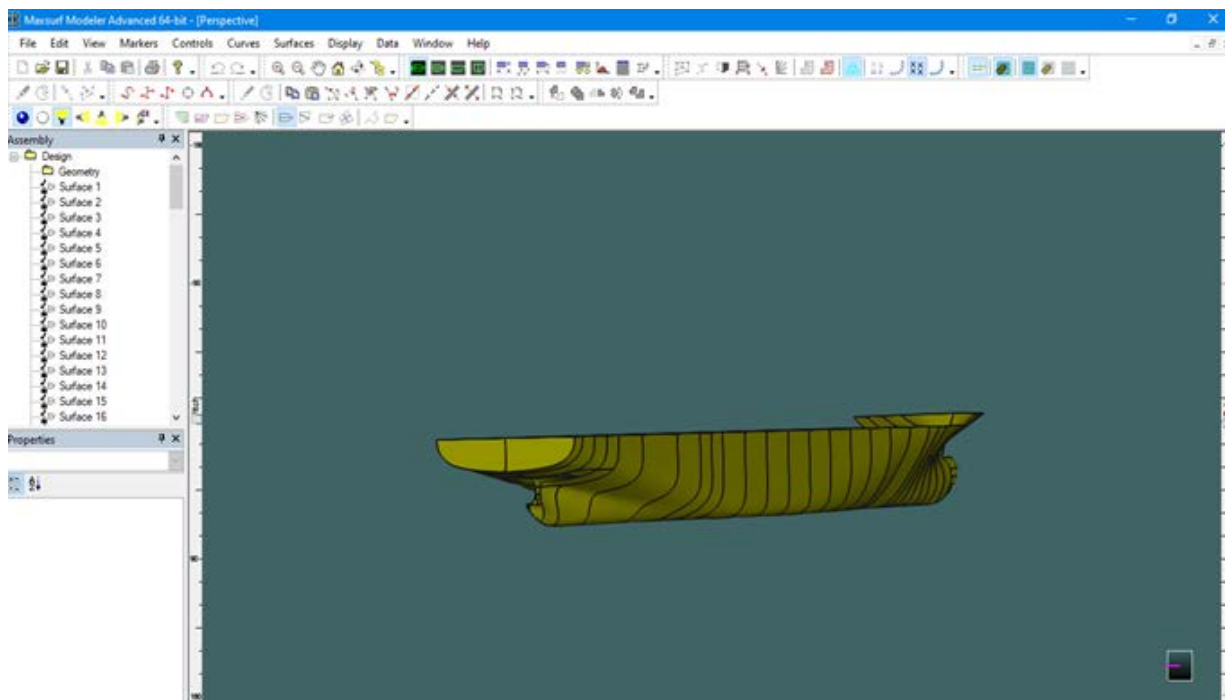 Maxsurf Modeler Advanced 64-bit - [Perspective]
File Edit View Markers Controls Curves Surfaces Display Data Window Help
Assembly
Design
Geometry
Surface 1
Surface 2
Surface 3
Surface 4
Surface 5
Surface 6
Surface 7
Surface 8
Surface 9
Surface 10
Surface 11
Surface 12
Surface 13
Surface 14
Surface 15
Surface 16
Properties